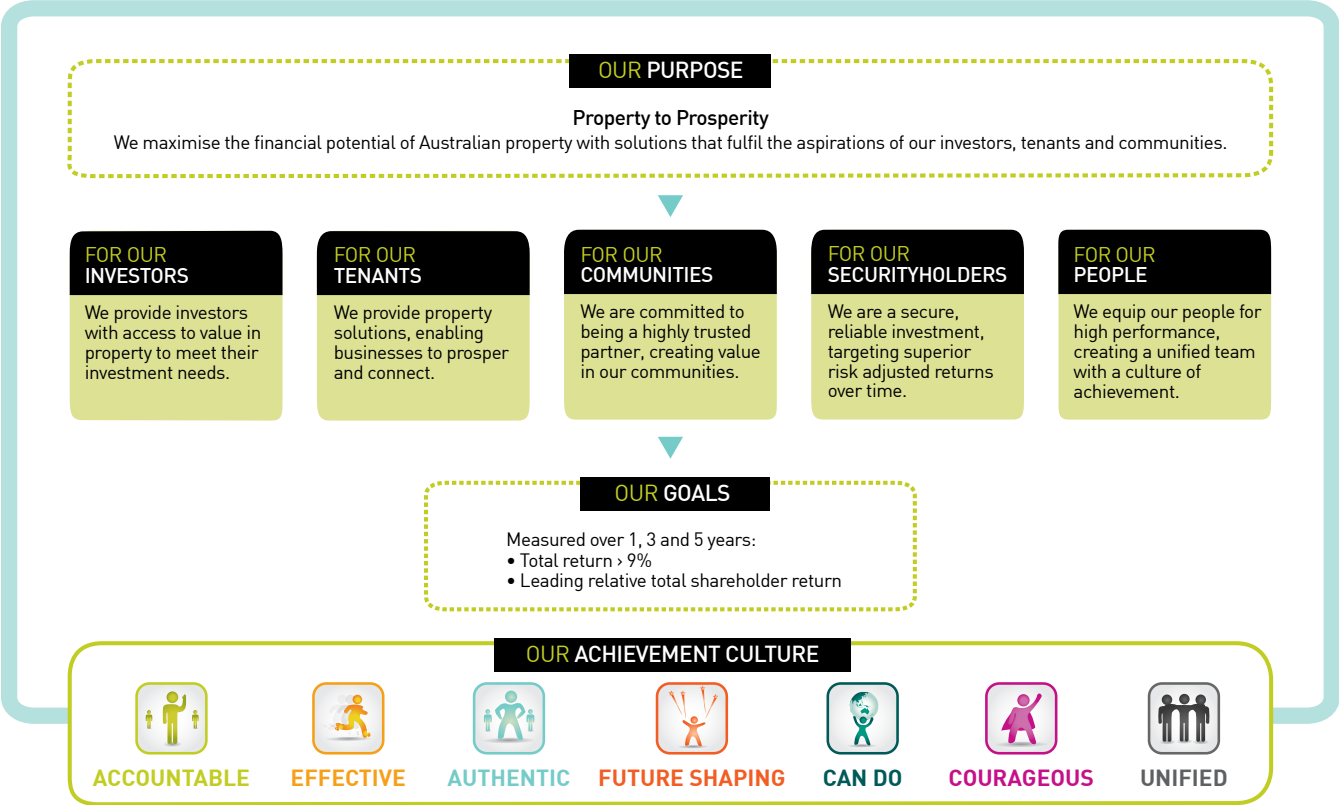 OUR PURPOSE
Property to Prosperity
We maximise the financial potential of Australian property with solutions that fulfil the aspirations of our investors, tenants and communities.
FOR OUR
INVESTORS
We provide investors
with access to value in
property to meet their
investment needs.
FOR OUR
TENANTS
We provide property
solutions, enabling
businesses to prosper
and connect.
FOR OUR
COMMUNITIES
We are committed to
being a highly trusted
partner, creating value
in our communities.
FOR OUR
SECURITYHOLDERS
We are a secure,
reliable investment,
targeting superior
risk adjusted returns
over time.
FOR OUR
PEOPLE
We equip our people for
high performance,
creating a unified team
with a culture of
achievement.
OUR GOALS
Measured over 1, 3 and 5 years:
• Total return › 9%
• Leading relative total shareholder return
OUR ACHIEVEMENT CULTURE
ACCOUNTABLE
EFFECTIVE
AUTHENTIC
FUTURE SHAPING
CAN DO
COURAGEOUS
UNIFIED